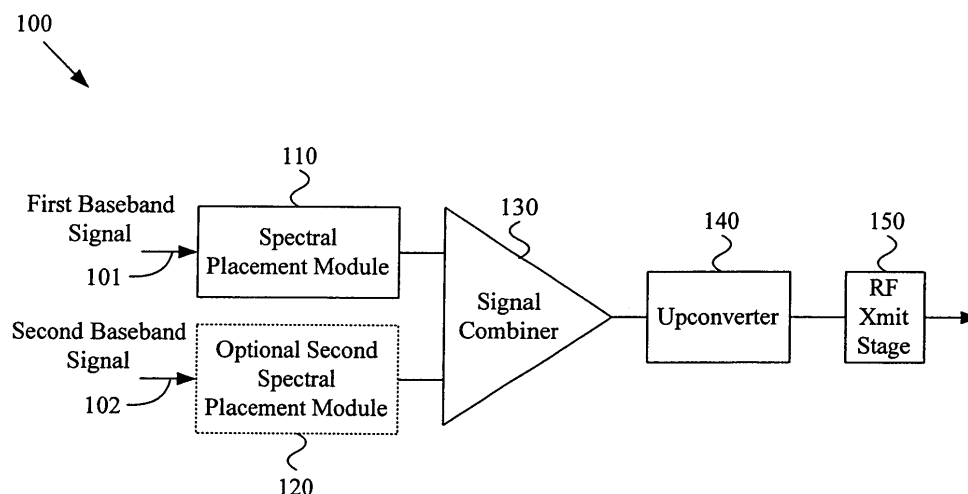 100
110
First Baseband
Signal
101
Spectral
Placement Module
Second Baseband
Signal
102
Optional Second
Spectral
Placement Module
120
130
Signal
Combiner
140
Upconverter
150
RF
Xmit
Stage